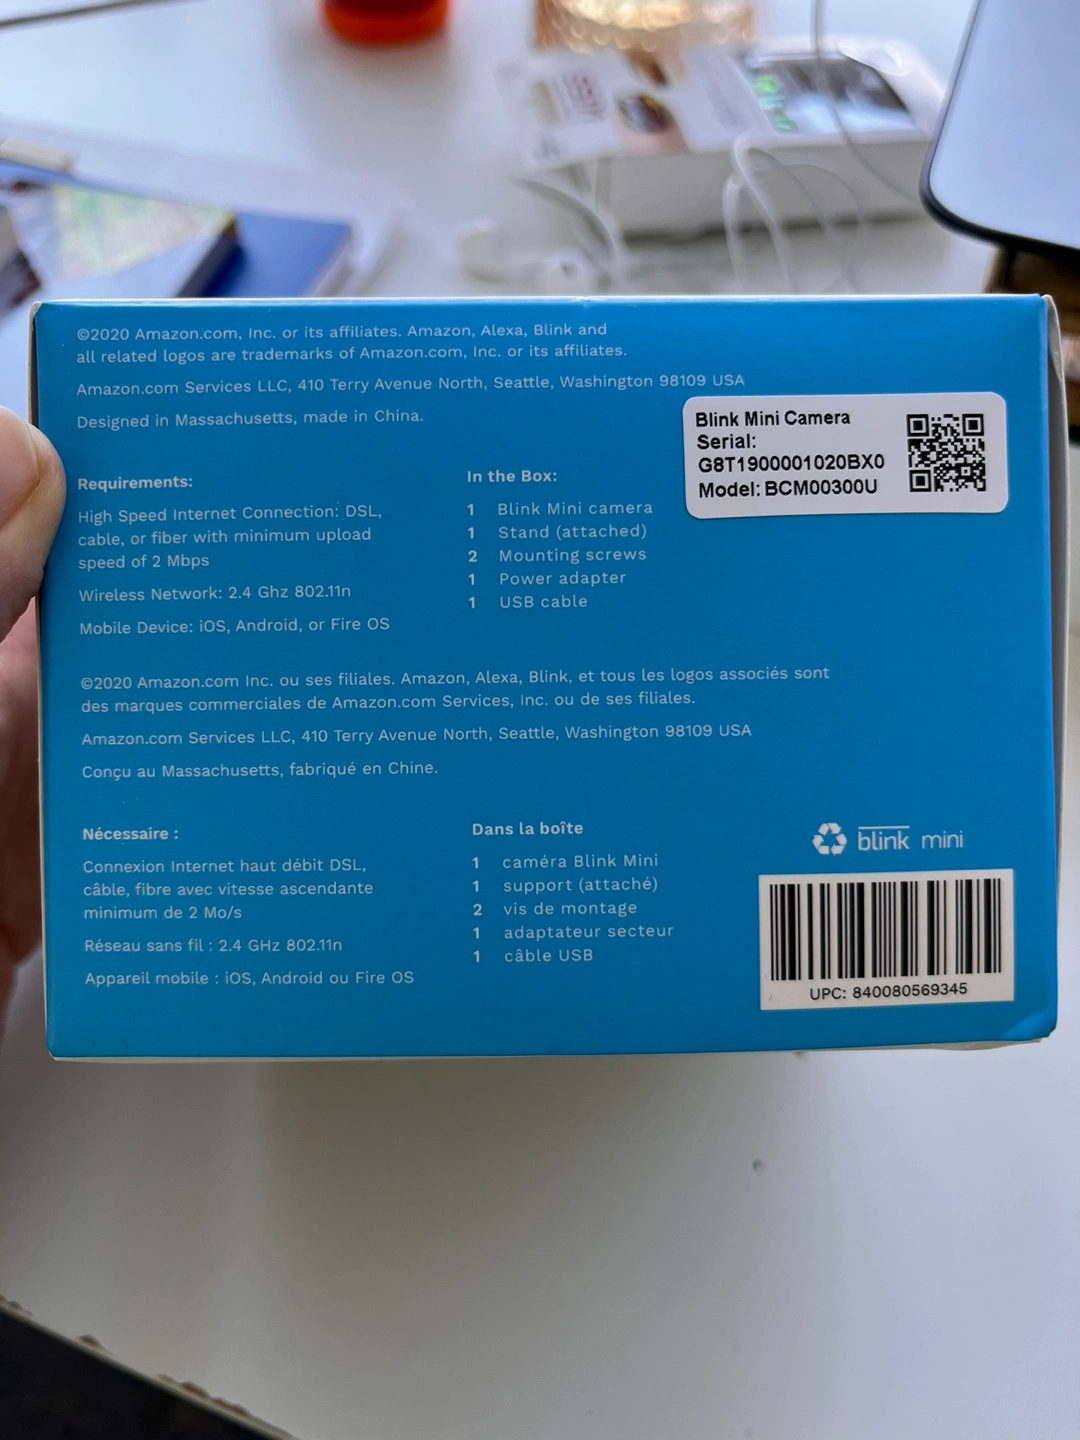 ©2020 Amazon.com, Inc. or its affiliates. Amazon, Alexa, Blink and
all related logos are trademarks of Amazon.com, Inc. or its affiliates.
Amazon.com Services LLC, 410 Terry Avenue North, Seattle, Washington 98109 USA
Designed in Massachusetts, made in China.
Blink Mini Camera
Serial:
G8T1900001020BX0
Model: BCM00300U
Requirements:
High Speed Internet Connection: DSL,
cable, or fiber with minimum upload
speed of 2 Mbps
Wireless Network: 2.4 Ghz 802.11n
Mobile Device: iOS, Android, or Fire OS
In the Box:
1 Blink Mini camera
1 Stand (attached)
2 Mounting screws
1 Power adapter
1 USB cable
©2020 Amazon.com Inc. ou ses filiales. Amazon, Alexa, Blink, et tous les logos associés sont
des marques commerciales de Amazon.com Services, Inc. ou de ses filiales.
Amazon.com Services LLC, 410 Terry Avenue North, Seattle, Washington 98109 USA
Conçu au Massachusetts, fabriqué en Chine.
Nécessaire :
Connexion Internet haut débit DSL,
câble, fibre avec vitesse ascendante
minimum de 2 Mo/s
Réseau sans fil : 2.4 GHz 802.11n
Appareil mobile : iOS, Android ou Fire OS
Dans la boîte
1 caméra Blink Mini
1 support (attaché)
2 vis de montage
1 adaptateur secteur
1 câble USB
blink mini
UPC: 840080569345